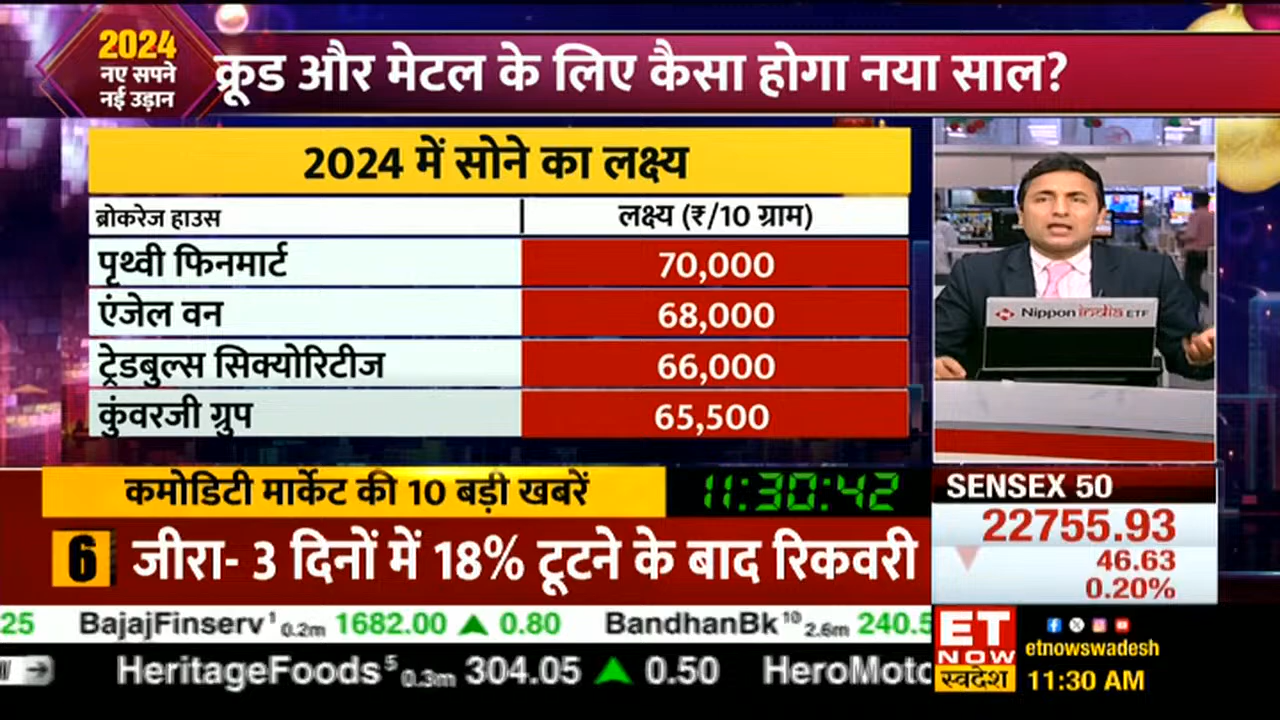 2024
नए सपने
नई उड़ान
क्रूड और मेटल के लिए कैसा होगा नया साल?
2024 में सोने का लक्ष्य
ब्रोकरेज हाउस
लक्ष्य (₹/10 ग्राम)
पृथ्वी फिनमार्ट 70,000
एंजेल वन 68,000
ट्रेडबुल्स सिक्योरिटीज 66,000
कुंवरजी ग्रुप 65,500
Nippon india ETF
कमोडिटी मार्केट की 10 बड़ी खबरें
11:30:42
6 जीरा- 3 दिनों में 18% टूटने के बाद रिकवरी
SENSEX 50
22755.93
46.63
0.20%
25 BajajFinserv 1 0.2m 1682.00 ▲ 0.80 BandhanBk 10 2.6m 240.5
HeritageFoods 5 0.3m 304.05 ▲ 0.50 HeroMoto
ET
NOW
स्वदेश
etnowswadesh
11:30 AM